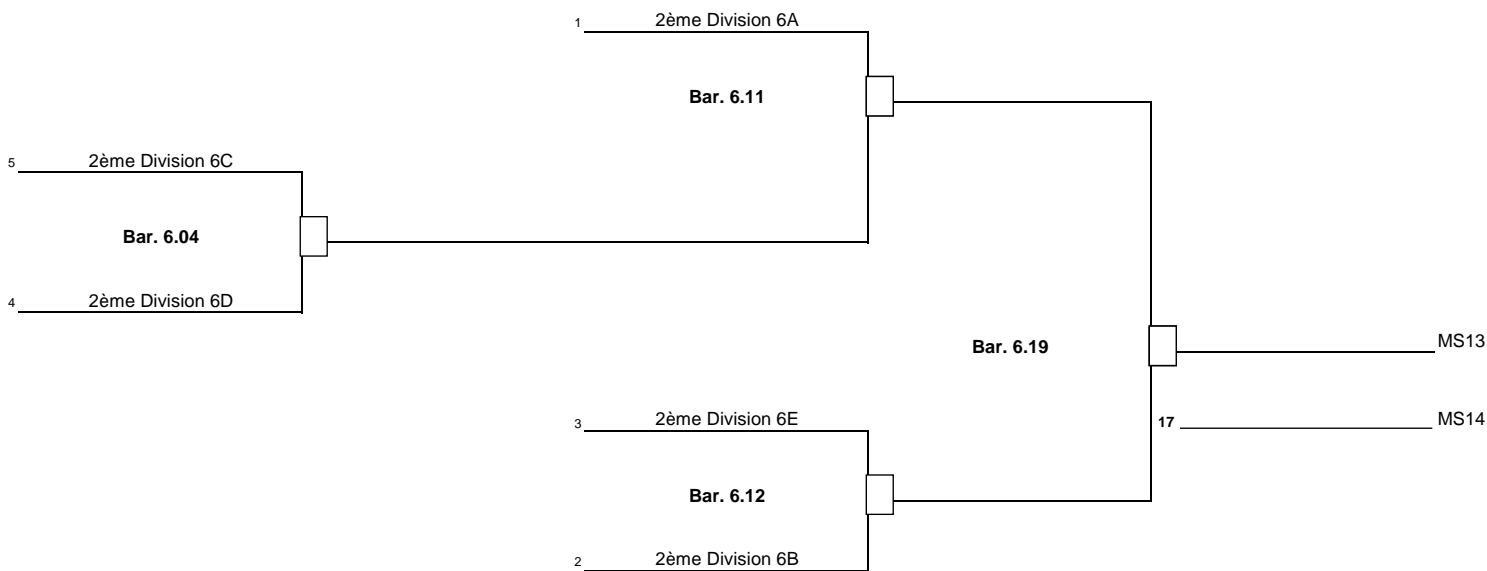 1 2ème Division 6A
Bar. 6.11
5 2ème Division 6C
Bar. 6.04
4 2ème Division 6D
Bar. 6.19
MS13
3 2ème Division 6E
17 MS14
Bar. 6.12
2 2ème Division 6B